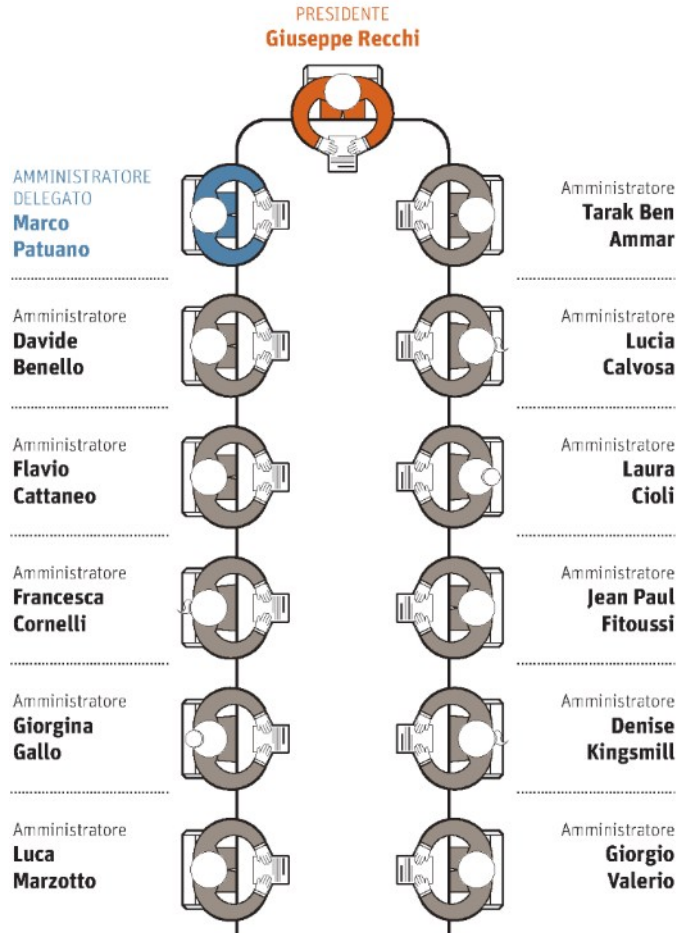 PRESIDENTE
Giuseppe Recchi
AMMINISTRATORE
DELEGATO
Marco
Patuano
Amministratore
Tarak Ben
Ammar
Amministratore
Davide
Benello
Amministratore
Lucia
Calvosa
Amministratore
Flavio
Cattaneo
Amministratore
Laura
Cioli
Amministratore
Francesca
Cornelli
Amministratore
Jean Paul
Fitoussi
Amministratore
Giorgina
Gallo
Amministratore
Denise
Kingsmill
Amministratore
Luca
Marzotto
Amministratore
Giorgio
Valerio